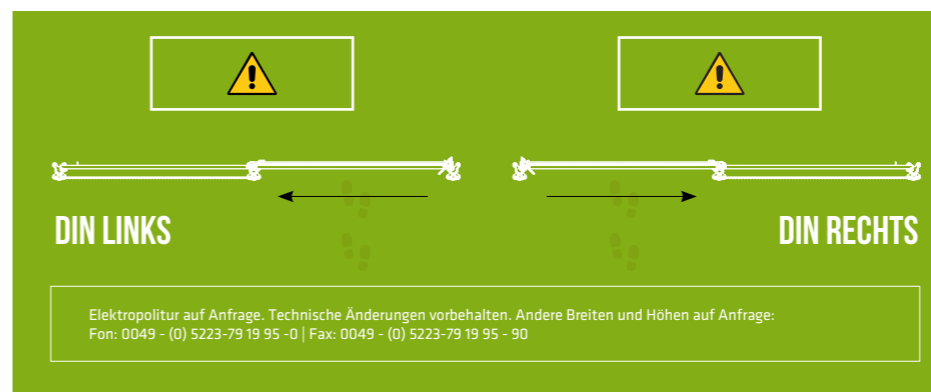 DIN LINKS
DIN RECHTS
Elektropolitur auf Anfrage. Technische Änderungen vorbehalten. Andere Breiten und Höhen auf Anfrage:
Fon: 0049 - (0) 5223-79 19 95 -0 | Fax: 0049 - (0) 5223-79 19 95 - 90